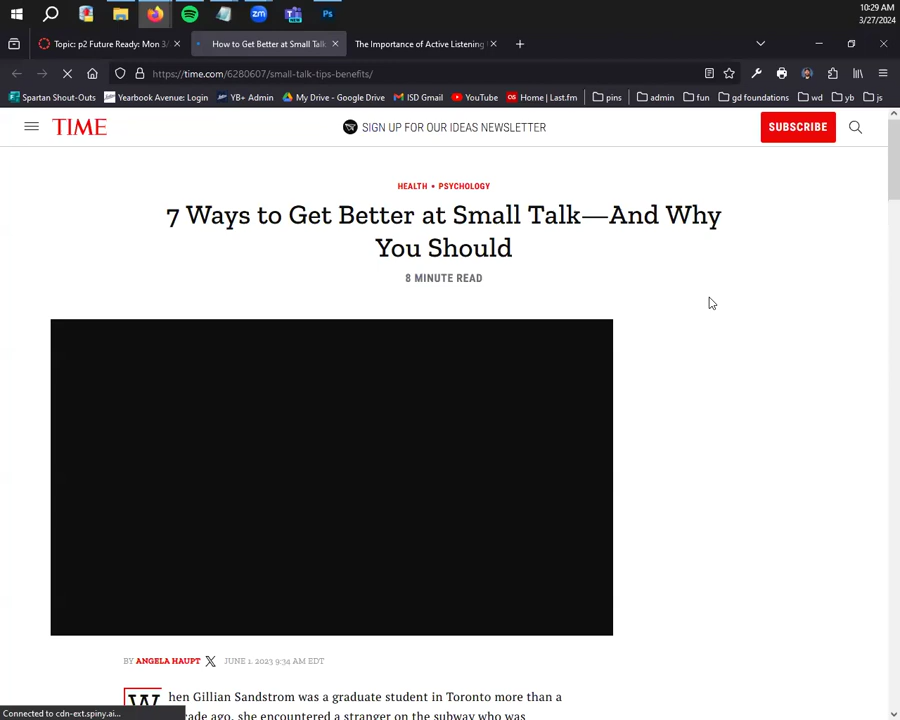 10:29 AM
3/27/2024
Topic: p2 Future Ready: Mon 3/
How to Get Better at Small Talk
The Importance of Active Listening
https://time.com/6280607/small-talk-tips-benefits/
Spartan Shout-Outs Yearbook Avenue: Login YB+ Admin My Drive - Google Drive ISD Gmail YouTube Home | Last.fm pins admin fun gd foundations wd yb js
TIME SIGN UP FOR OUR IDEAS NEWSLETTER SUBSCRIBE
HEALTH • PSYCHOLOGY
7 Ways to Get Better at Small Talk—And Why
You Should
8 MINUTE READ
BY ANGELA HAUPT JUNE 1, 2023 9:34 AM EDT
When Gillian Sandstrom was a graduate student in Toronto more than a
decade ago, she encountered a stranger on the subway who was
Connected to cdn-ext.spiny.ai...